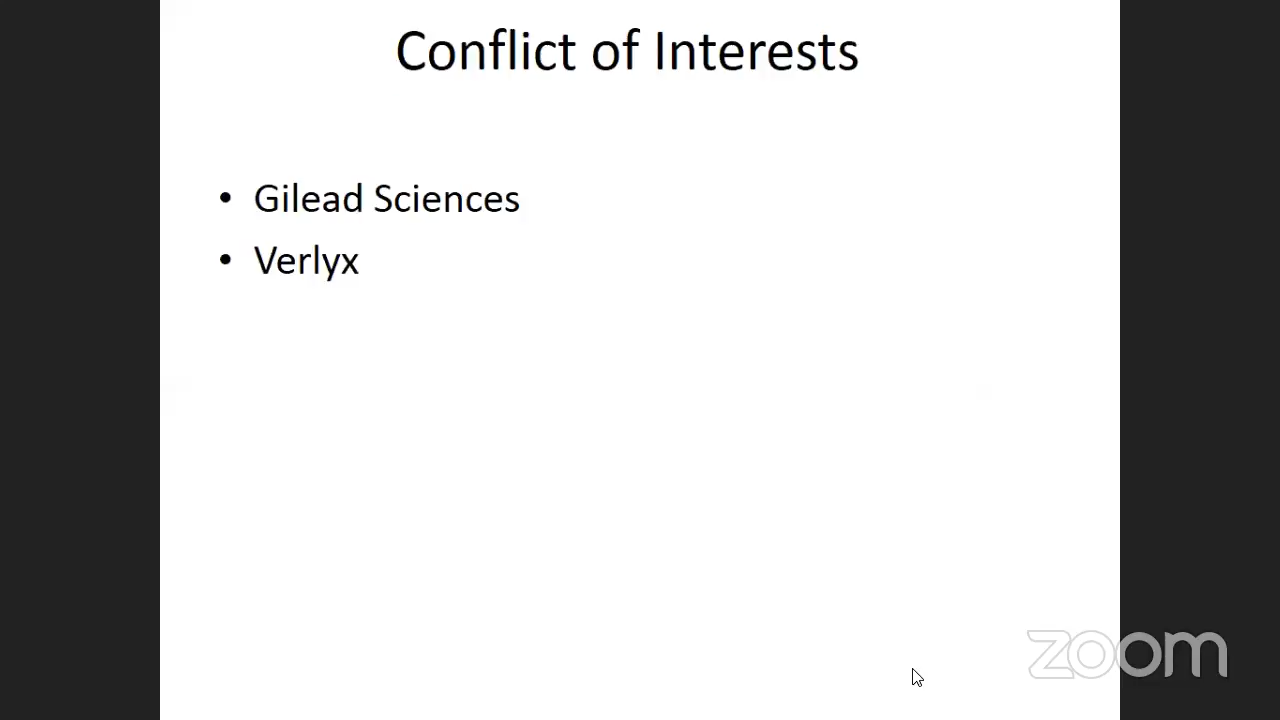 Conflict of Interests
• Gilead Sciences
• Verlyx
zoom